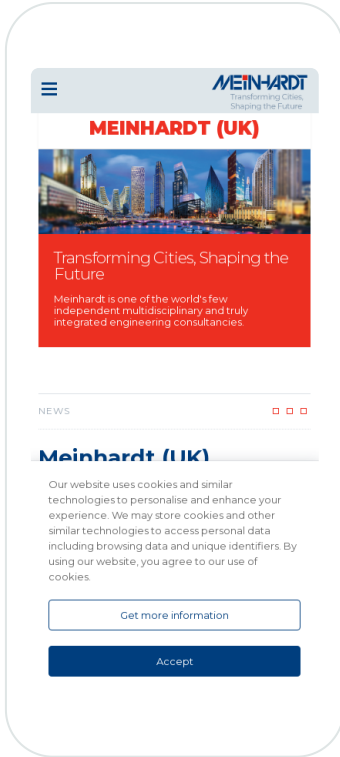 MEINHARDT
Transforming Cities,
Shaping the Future
MEINHARDT (UK)
Transforming Cities, Shaping the
Future
Meinhardt is one of the world's few
independent multidisciplinary and truly
integrated engineering consultancies.
NEWS
Meinhardt (UK)
Our website uses cookies and similar
technologies to personalise and enhance your
experience. We may store cookies and other
similar technologies to access personal data
including browsing data and unique identifiers. By
using our website, you agree to our use of
cookies.
Get more information
Accept